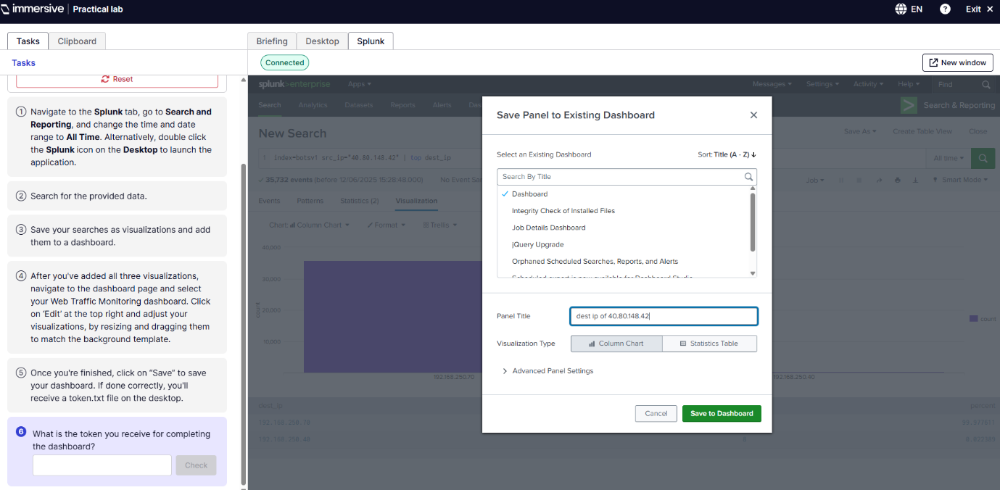 immersive | Practical lab
EN
Exit
Tasks
Clipboard
Briefing
Desktop
Splunk
Tasks
Connected
New window
Reset
1 Navigate to the Splunk tab, go to Search and
Reporting, and change the time and date
range to All Time. Alternatively, double click
the Splunk icon on the Desktop to launch the
application.
2 Search for the provided data.
3 Save your searches as visualizations and add
them to a dashboard.
4 After you've added all three visualizations,
navigate to the dashboard page and select
your Web Traffic Monitoring dashboard. Click
on 'Edit' at the top right and adjust your
visualizations, by resizing and dragging them
to match the background template.
5 Once you're finished, click on "Save" to save
your dashboard. If done correctly, you'll
receive a token.txt file on the desktop.
6 What is the token you receive for completing
the dashboard?
Check
splunk>enterprise Apps
Messages Settings Activity Help Find
Search Analytics Datasets Reports Alerts Das
Search & Reporting
New Search
Save As Create Table View Close
1 index=botsv1 src_ip="40.80.148.42" | top dest_ip
All time
35,732 events (before 12/06/2025 15:28:48.000) No Event Sam
Job
Smart Mode
Events Patterns Statistics (2) Visualization
Chart: Column Chart Format Trellis
40,000
30,000
20,000
10,000
count
192.168.250.70
192.168.250.40
count
dest_ip
percent
192.168.250.70
192.168.250.40
8
Save Panel to Existing Dashboard
Select an Existing Dashboard
Sort: Title (A - Z)
Search By Title
Dashboard
Integrity Check of Installed Files
Job Details Dashboard
jQuery Upgrade
Orphaned Scheduled Searches, Reports, and Alerts
Scheduled export is now available for Dashboard Studio
Panel Title
dest ip of 40.80.148.42
Visualization Type
Column Chart
Statistics Table
Advanced Panel Settings
Cancel
Save to Dashboard